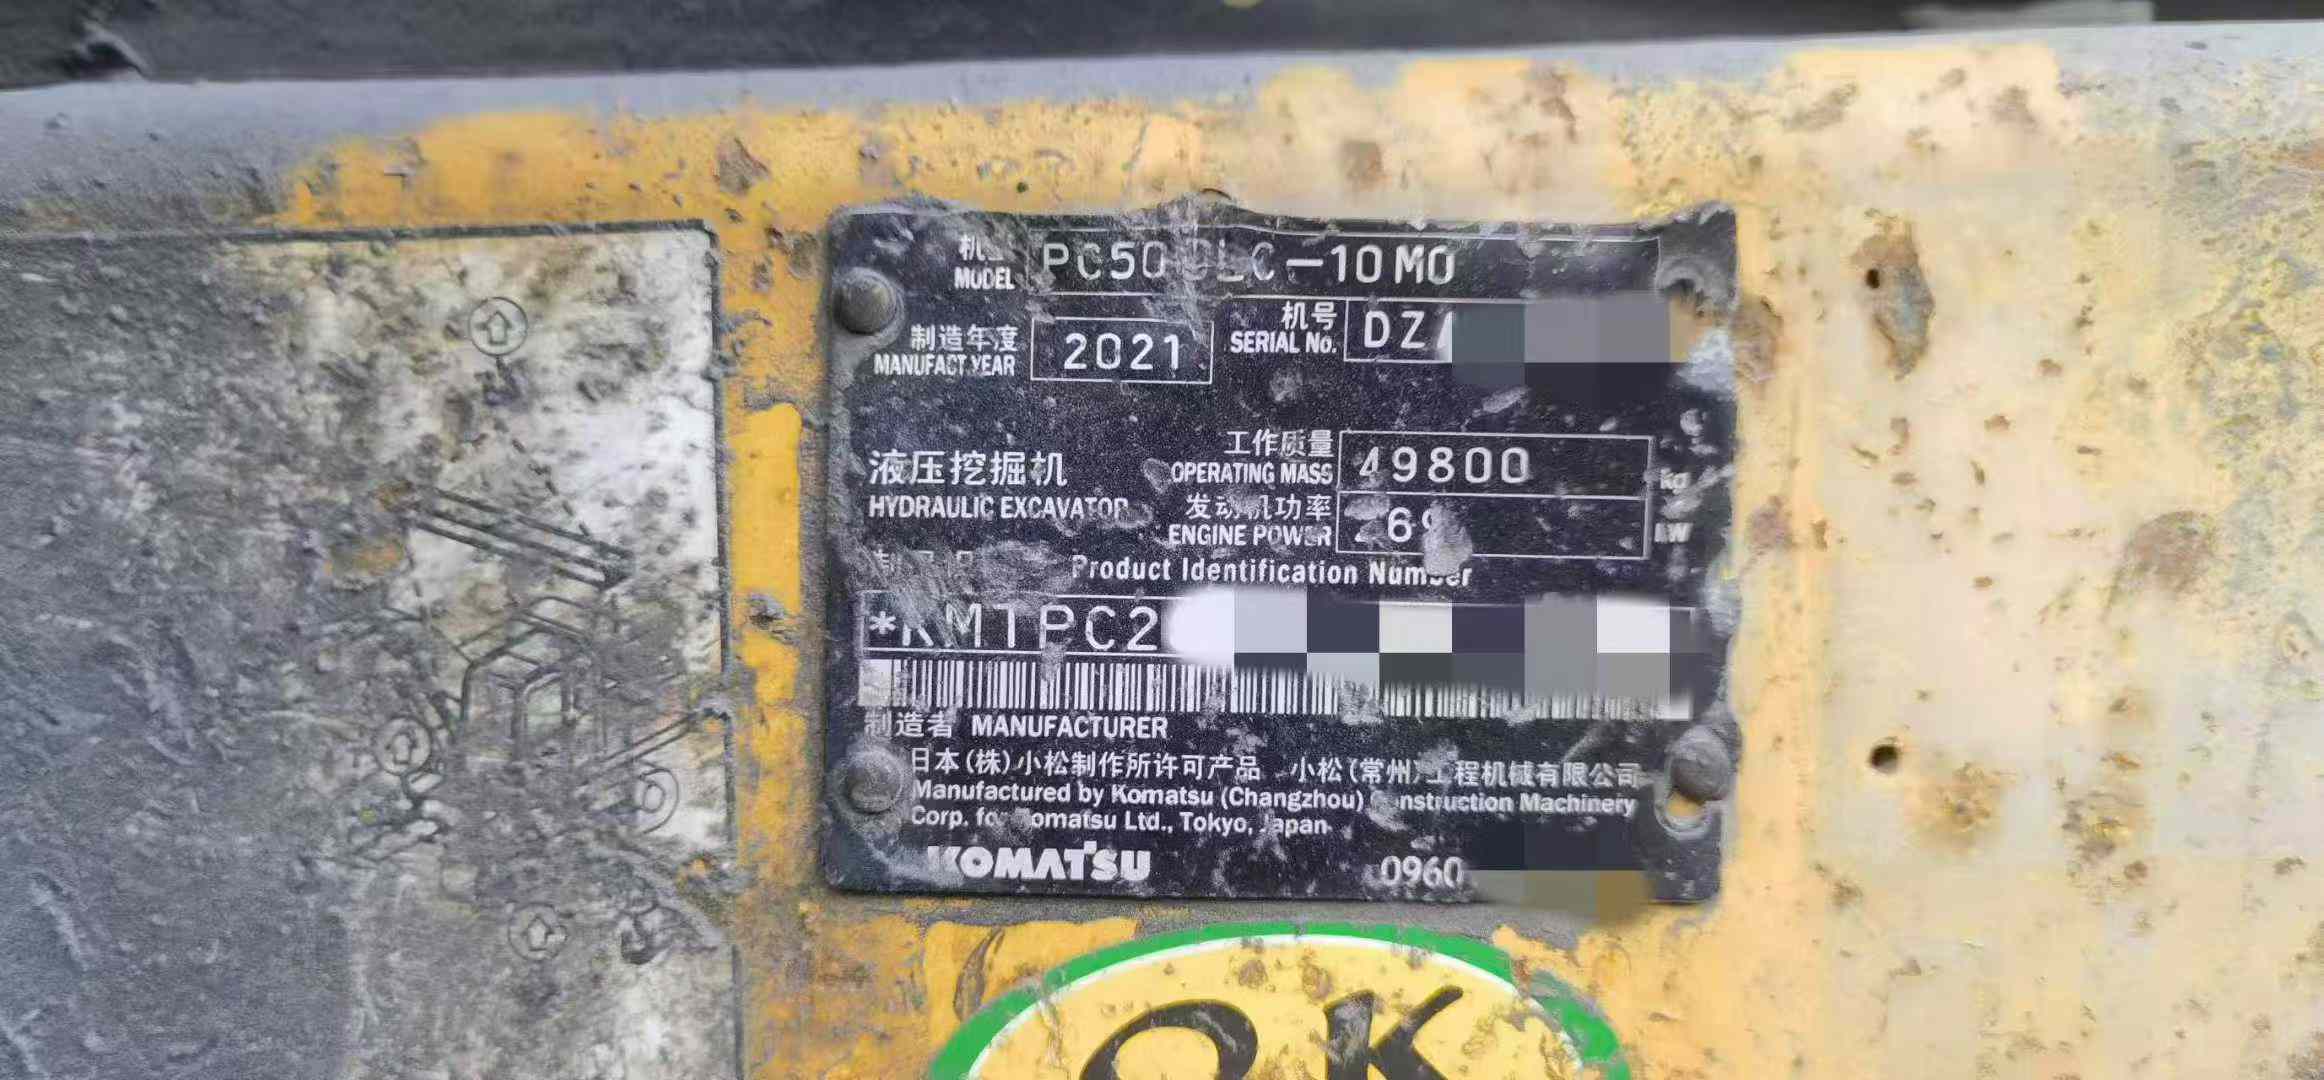 MODEL PC500LC-10M0
制造年度 机号
MANUFACT.YEAR 2021 SERIAL No. DZ
工作质量
液压挖掘机 OPERATING MASS 49800 kg
发动机功率
HYDRAULIC EXCAVATOR ENGINE POWER kW
Product Identification Number
*KMTPC2
制造者 MANUFACTURER
日本(株)小松制作所许可产品 小松(常州)工程机械有限公司
Manufactured by Komatsu (Changzhou) Construction Machinery
Corp. for Komatsu Ltd., Tokyo, Japan
KOMATSU 0960
OK